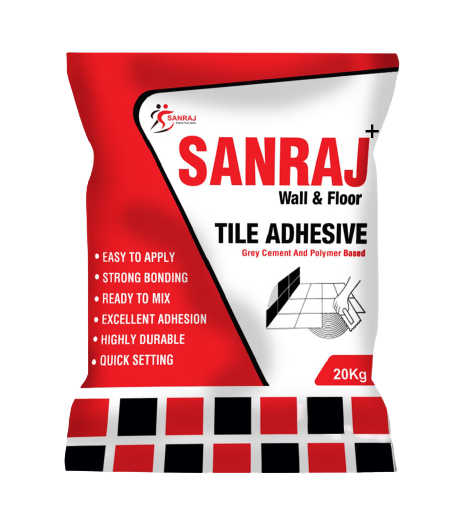 SANRAJ
SANRAJ+
Wall & Floor
TILE ADHESIVE
Grey Cement And Polymer Based
• EASY TO APPLY
• STRONG BONDING
• READY TO MIX
• EXCELLENT ADHESION
• HIGHLY DURABLE
• QUICK SETTING
20Kg